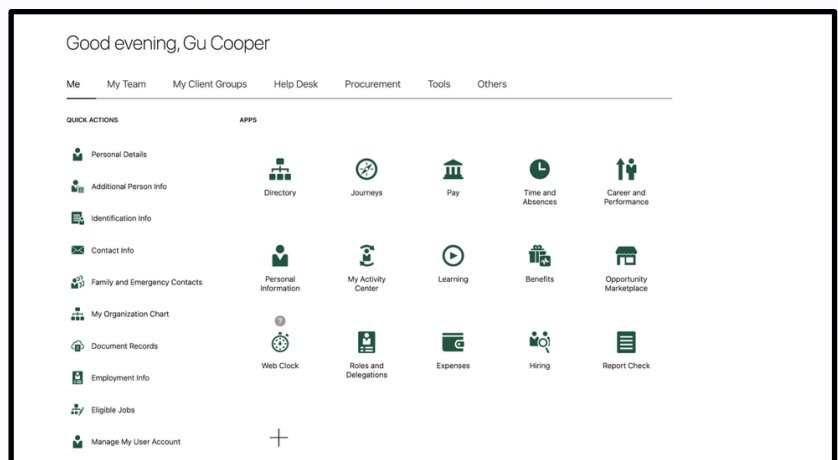 Good evening, Gu Cooper
Me My Team My Client Groups Help Desk Procurement Tools Others
QUICK ACTIONS
Personal Details
Additional Person Info
Identification Info
Contact Info
Family and Emergency Contacts
My Organization Chart
Document Records
Employment Info
Eligible Jobs
Manage My User Account
APPS
Directory
Journeys
Pay
Time and
Absences
Career and
Performance
Personal
Information
My Activity
Center
Learning
Benefits
Opportunity
Marketplace
?
Web Clock
Roles and
Delegations
Expenses
Hiring
Report Check